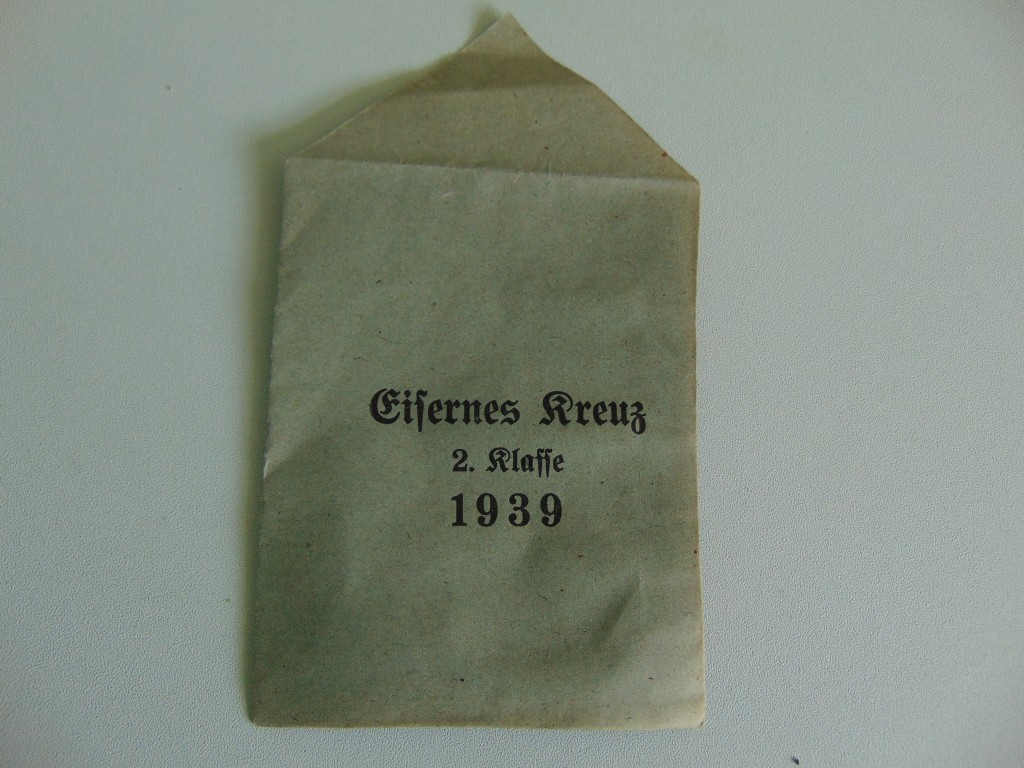 Eiſernes Kreuz
2. Klaſſe
1939